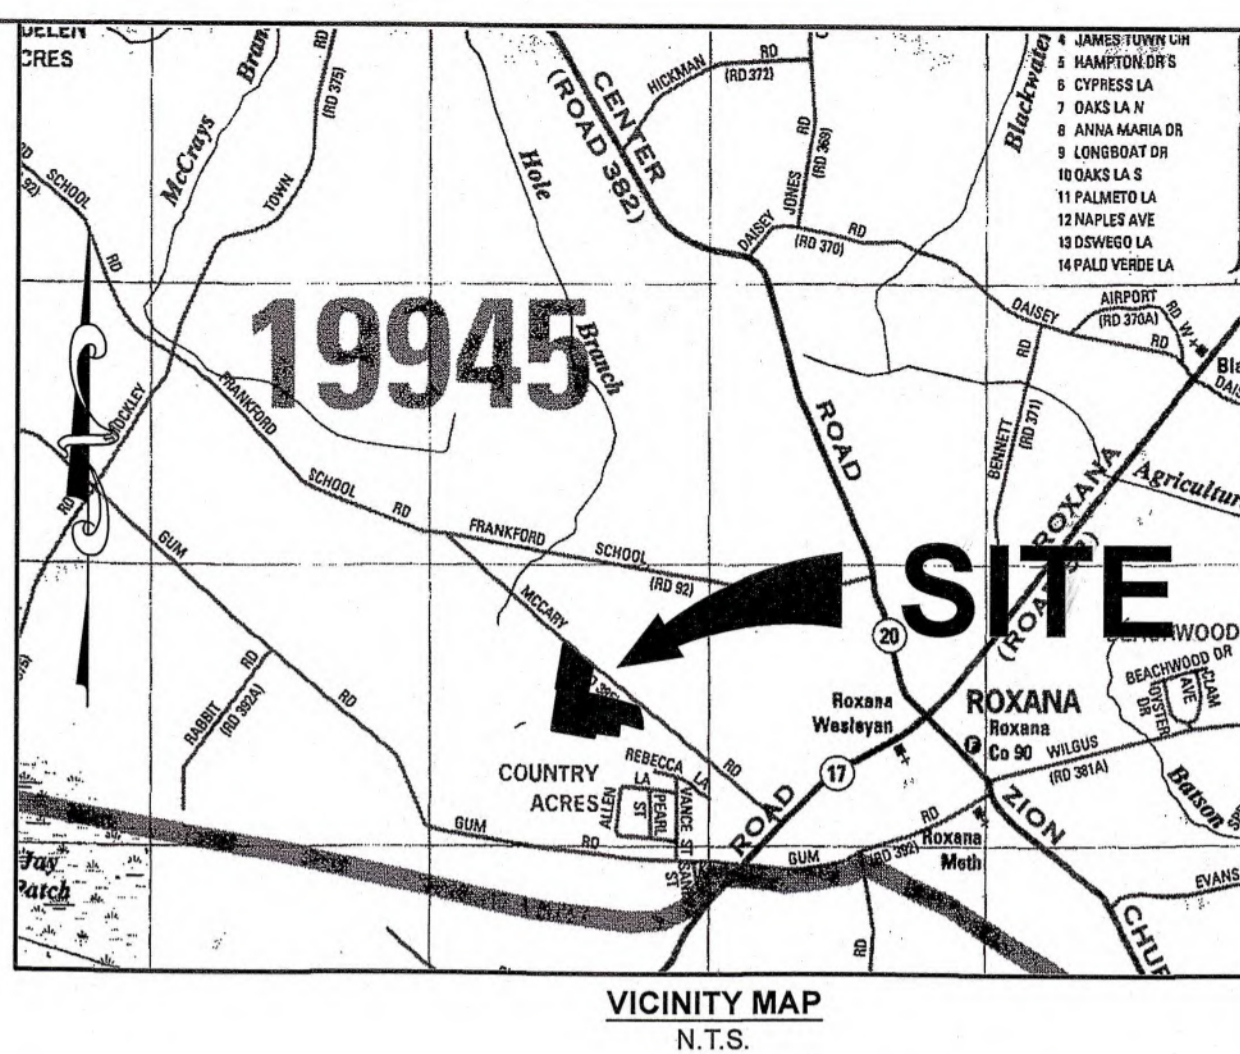 CRES
McCrays
RD
(RD 375)
TOWN
SCHOOL
RD
Hole
Branch
CENTER
(ROAD 382)
HICKMAN
RD
(RD 372)
JONES
RD
(RD 369)
DAISEY
RD
(RD 370)
Blackwater
4 JAMESTOWN CIR
5 HAMPTON DR S
6 CYPRESS LA
7 OAKS LA N
8 ANNA MARIA DR
9 LONGBOAT DR
10 OAKS LA S
11 PALMETO LA
12 NAPLES AVE
13 OSWEGO LA
14 PALO VERDE LA
19945
DAISEY
RD
AIRPORT
RD
(RD 370A)
W
BENNETT
RD
(RD 371)
ROAD
ROXANA
FRANKFORD
SCHOOL
RD
RD
GUM
RD
FRANKFORD
SCHOOL
(RD 92)
MCCARY
RD
SITE
20
RABBIT
RD
(RD 392A)
Roxana
Wesleyan
ROXANA
Roxana
Co 90
F
WILGUS
(RD 381A)
BEACHWOOD DR
OYSTER
DR
AVE
CLAM
Batson
17
ROAD
COUNTRY
ACRES
REBECCA LA
ALLEN
LA
ST
PEARL
VANCE ST
GUM
RD
ST
GUM
RD
(RD 392)
Roxana
Meth
ZION
EVANS
RD
VICINITY MAP
N.T.S.